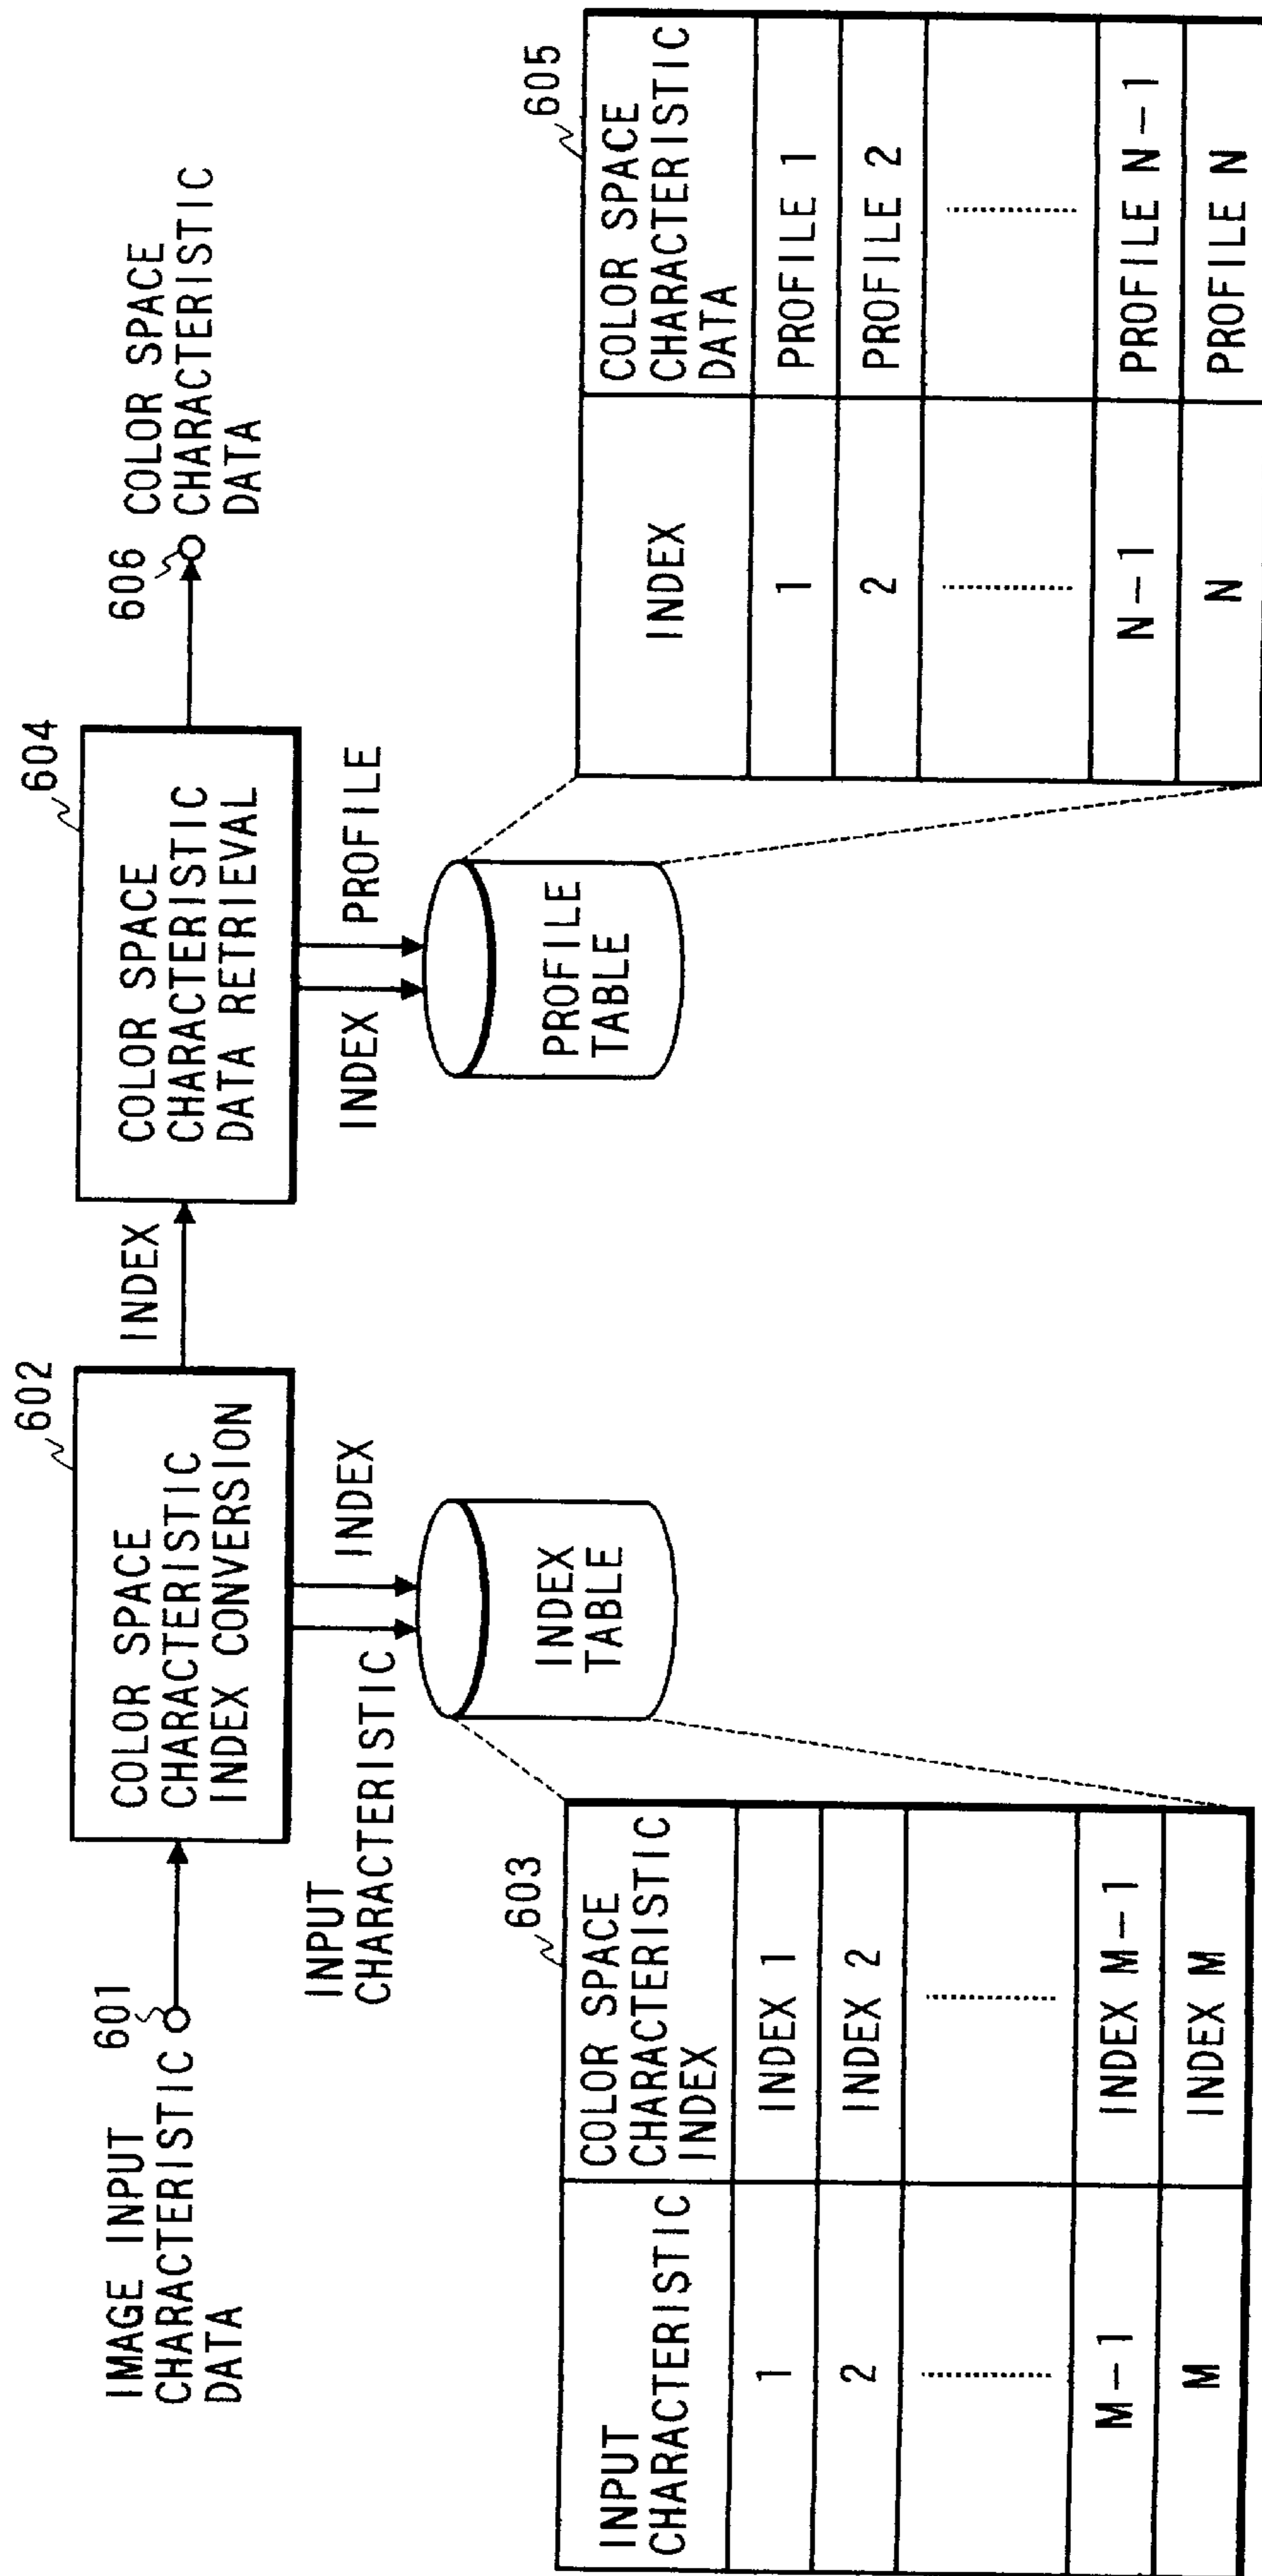 IMAGE INPUT
CHARACTERISTIC
DATA
601
602
COLOR SPACE
CHARACTERISTIC
INDEX CONVERSION
INDEX
604
COLOR SPACE
CHARACTERISTIC
DATA RETRIEVAL
606
COLOR SPACE
CHARACTERISTIC
DATA
INPUT
CHARACTERISTIC
INDEX
INDEX
TABLE
INDEX
PROFILE
PROFILE
TABLE
603
INPUT
CHARACTERISTIC
COLOR SPACE
CHARACTERISTIC
INDEX
1
INDEX 1
2
INDEX 2
M-1
INDEX M-1
M
INDEX M
605
INDEX
COLOR SPACE
CHARACTERISTIC
DATA
1
PROFILE 1
2
PROFILE 2
N-1
PROFILE N-1
N
PROFILE N